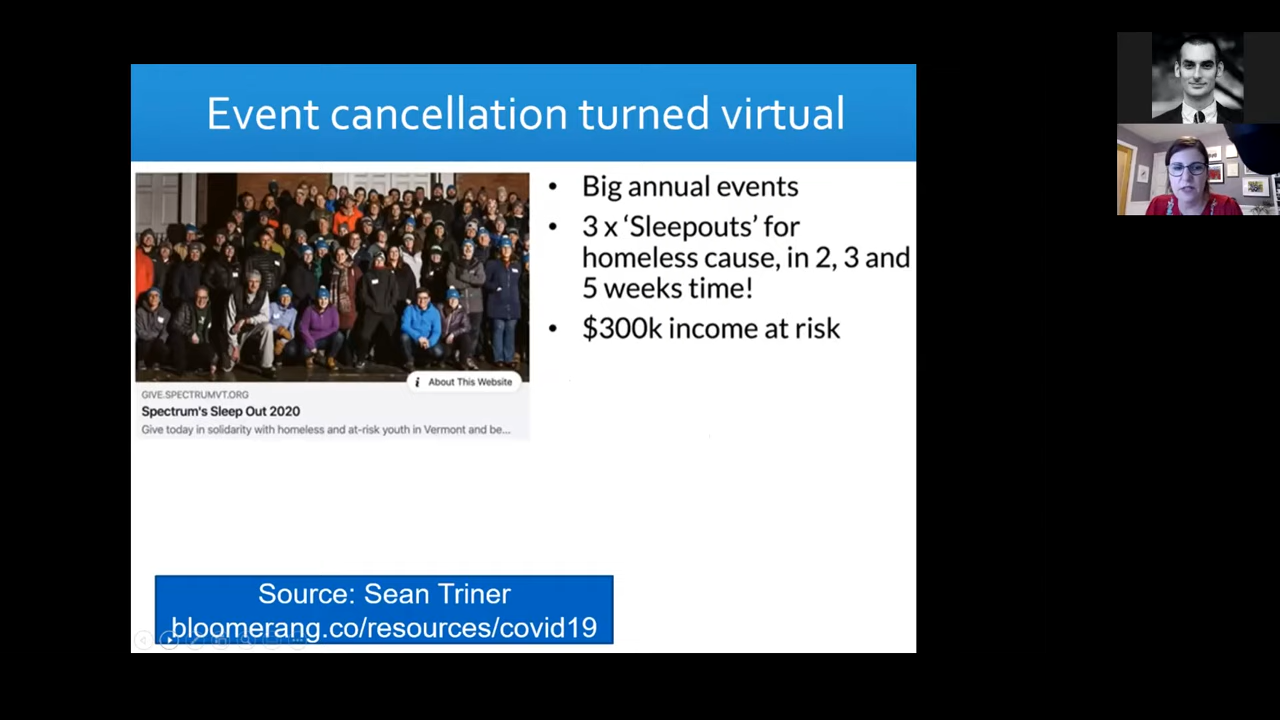 Event cancellation turned virtual
• Big annual events
• 3 x ‘Sleepouts’ for
homeless cause, in 2, 3 and
5 weeks time!
• $300k income at risk
i About This Website
GIVE.SPECTRUMVT.ORG
Spectrum's Sleep Out 2020
Give today in solidarity with homeless and at-risk youth in Vermont and be...
Source: Sean Triner
bloomerang.co/resources/covid19